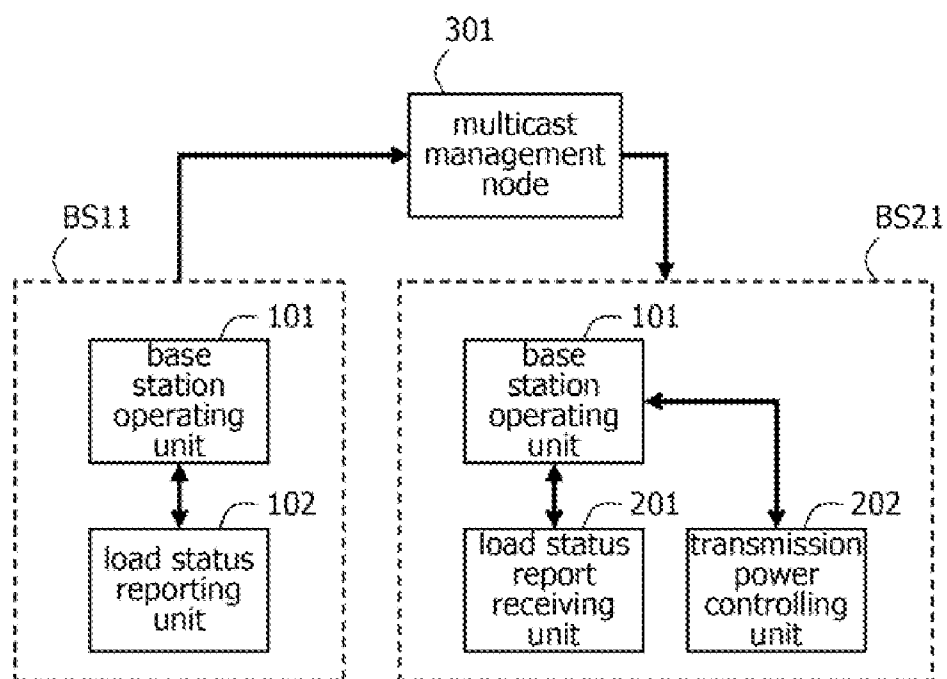 301
multicast
management
node
BS11
BS21
101
base
station
operating
unit
102
load status
reporting
unit
101
base
station
operating
unit
201
load status
report
receiving
unit
202
transmission
power
controlling
unit